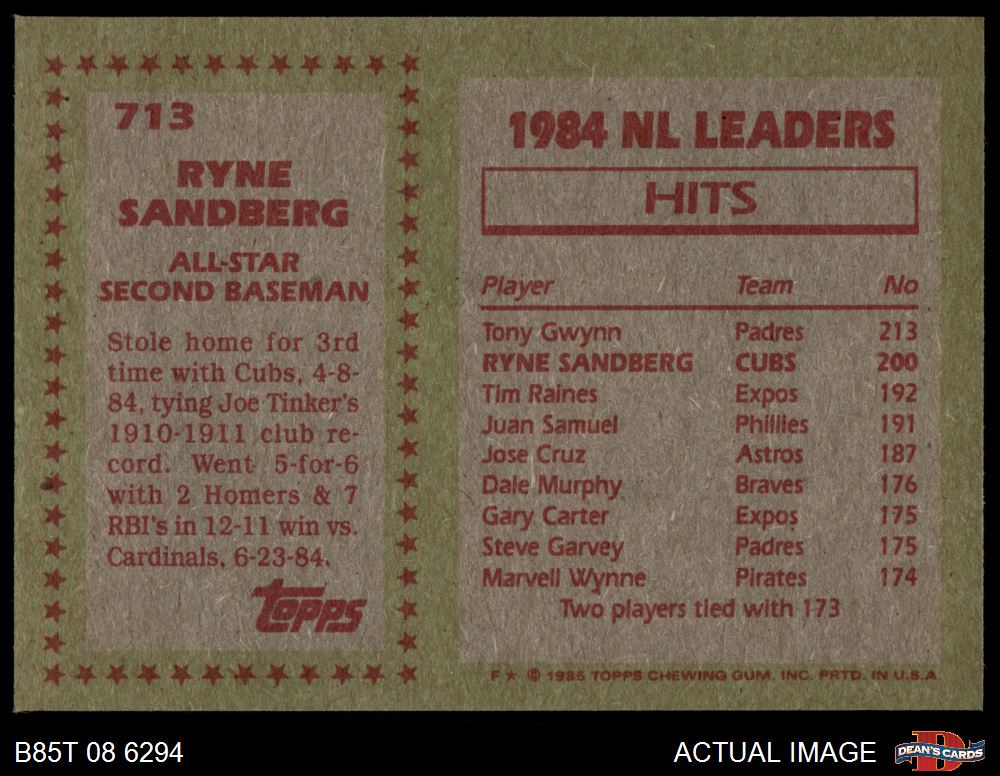 713
RYNE
SANDBERG
ALL-STAR
SECOND BASEMAN
Stole home for 3rd
time with Cubs, 4-8-
84, tying Joe Tinker's
1910-1911 club re-
cord. Went 5-for-6
with 2 Homers & 7
RBI's in 12-11 win vs.
Cardinals, 6-23-84.
Topps
1984 NL LEADERS
HITS
Player Team No
Tony Gwynn Padres 213
RYNE SANDBERG CUBS 200
Tim Raines Expos 192
Juan Samuel Phillies 191
Jose Cruz Astros 187
Dale Murphy Braves 176
Gary Carter Expos 175
Steve Garvey Padres 175
Marvell Wynne Pirates 174
Two players tied with 173
F ★ © 1985 TOPPS CHEWING GUM, INC. PRTD. IN U.S.A.
B85T 08 6294
ACTUAL IMAGE
DEAN'S CARDS